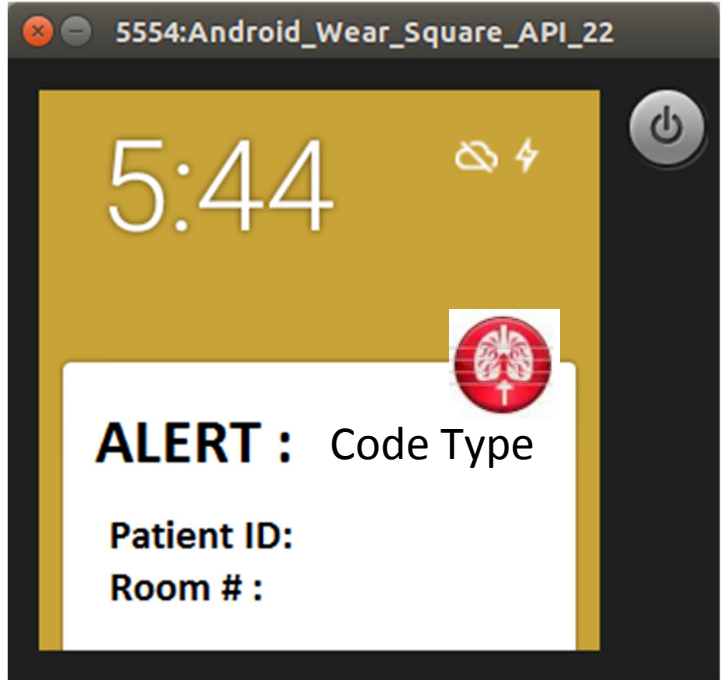 5554:Android_Wear_Square_API_22
5:44
ALERT : Code Type
Patient ID:
Room # :